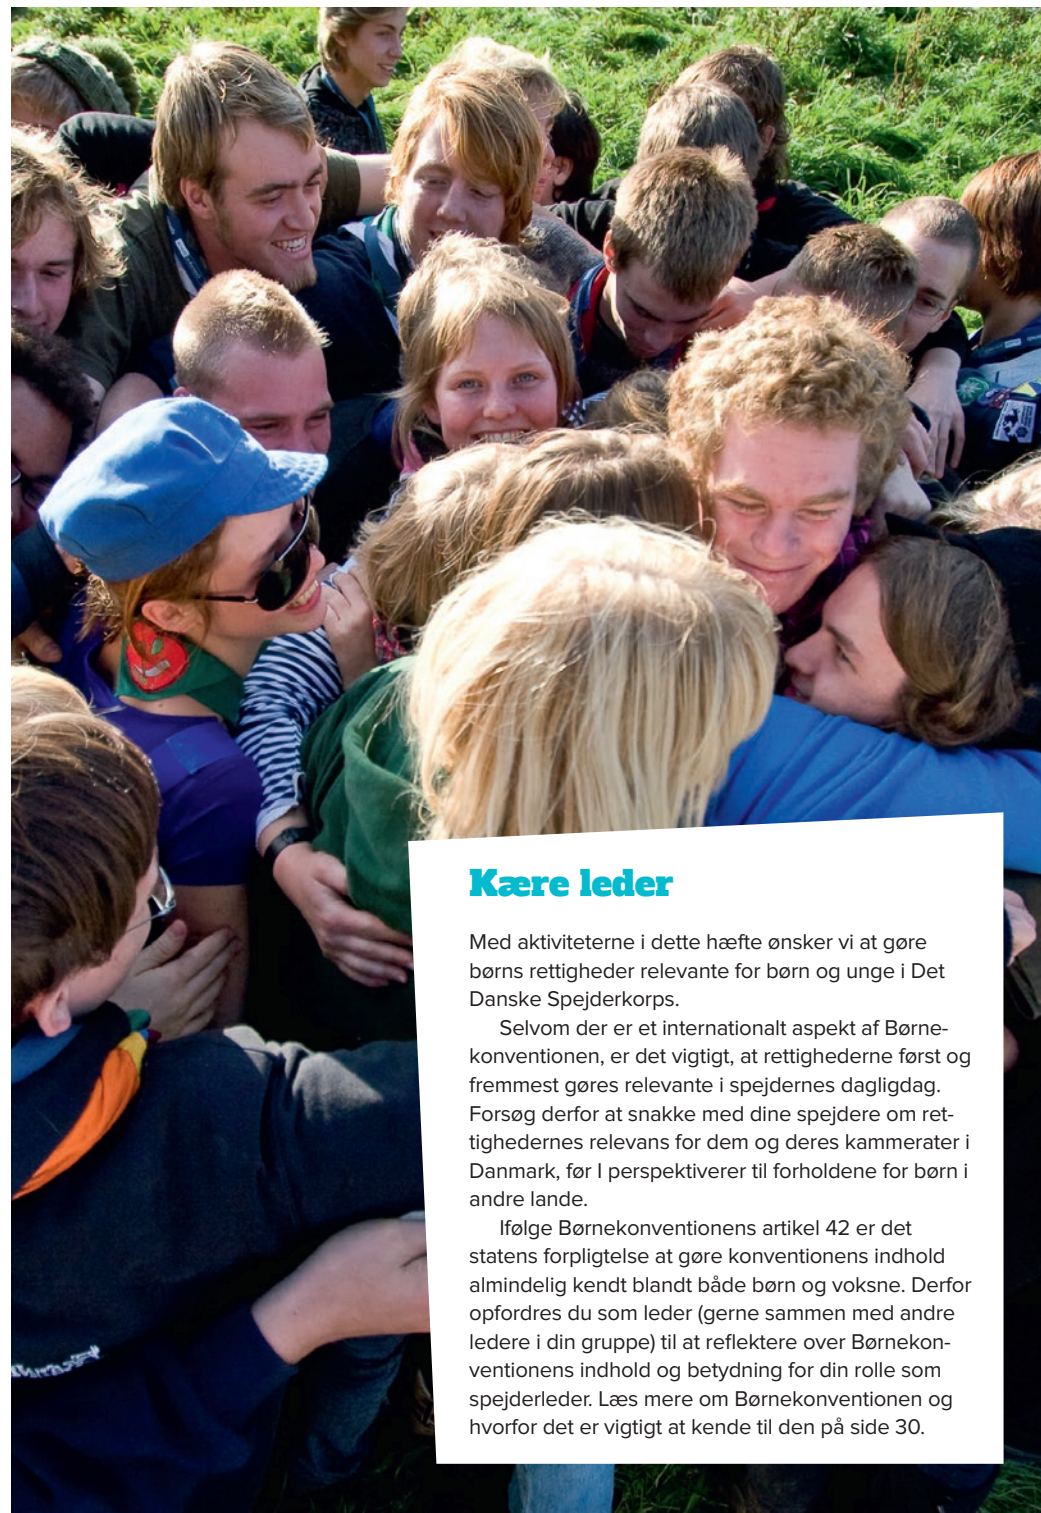 Kære leder
Med aktiviteterne i dette hæfte ønsker vi at gøre
børns rettigheder relevante for børn og unge i Det
Danske Spejderkorps.
Selvom der er et internationalt aspekt af Børne-
konventionen, er det vigtigt, at rettighederne først og
fremmest gøres relevante i spejdernes dagligdag.
Forsøg derfor at snakke med dine spejdere om ret-
tighedernes relevans for dem og deres kammerater i
Danmark, før I perspektiverer til forholdene for børn i
andre lande.
Ifølge Børnekonventionens artikel 42 er det
statens forpligtelse at gøre konventionens indhold
almindelig kendt blandt både børn og voksne. Derfor
opfordres du som leder (gerne sammen med andre
ledere i din gruppe) til at reflektere over Børnekon-
ventionens indhold og betydning for din rolle som
spejderleder. Læs mere om Børnekonventionen og
hvorfor det er vigtigt at kende til den på side 30.